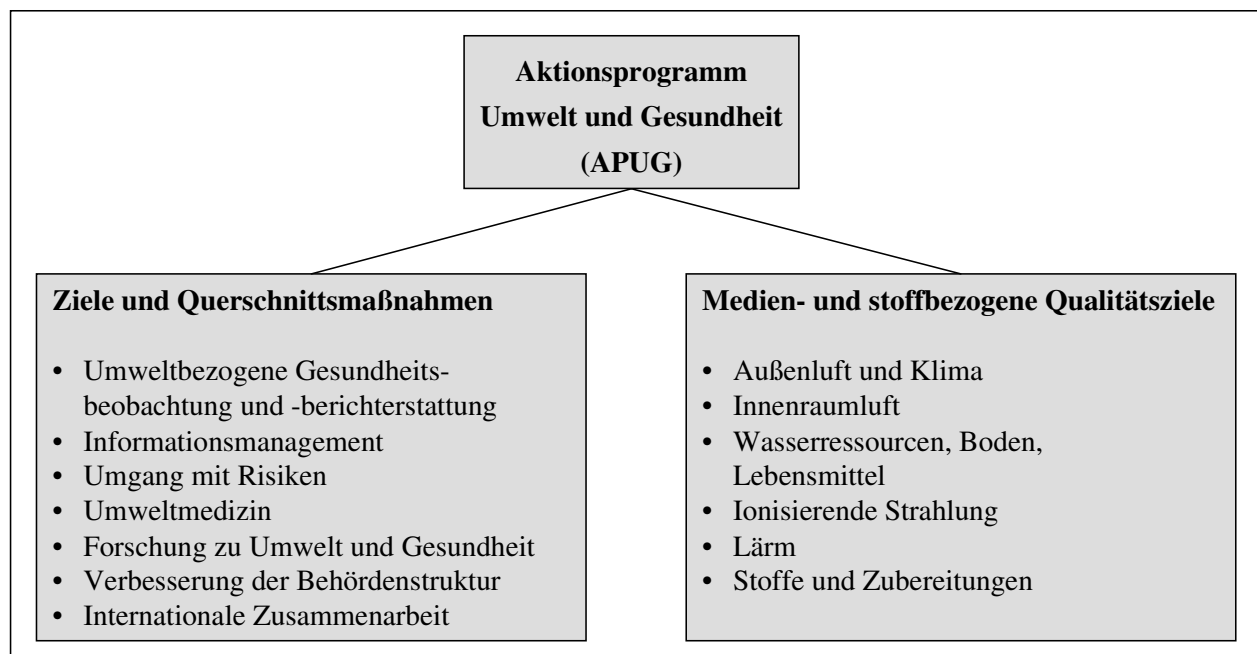 Aktionsprogramm
Umwelt und Gesundheit
(APUG)
Ziele und Querschnittsmaßnahmen
• Umweltbezogene Gesundheits-
beobachtung und -berichterstattung
• Informationsmanagement
• Umgang mit Risiken
• Umweltmedizin
• Forschung zu Umwelt und Gesundheit
• Verbesserung der Behördenstruktur
• Internationale Zusammenarbeit
Medien- und stoffbezogene Qualitätsziele
• Außenluft und Klima
• Innenraumluft
• Wasserressourcen, Boden,
Lebensmittel
• Ionisierende Strahlung
• Lärm
• Stoffe und Zubereitungen